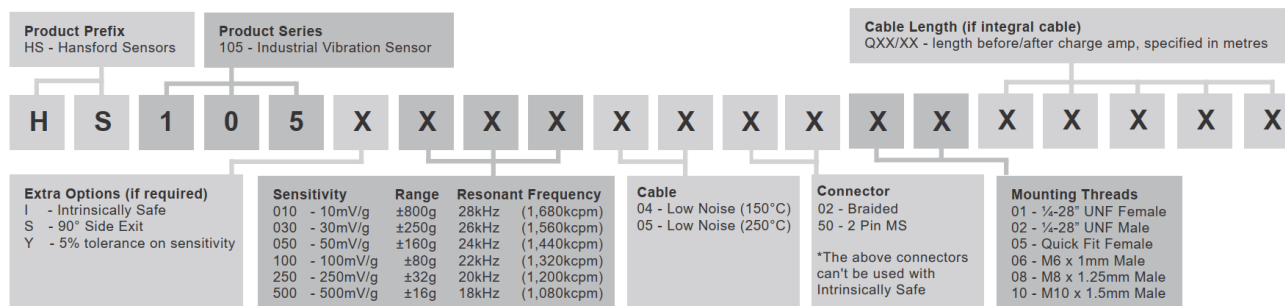 Product Prefix
HS - Hansford Sensors
Product Series
105 - Industrial Vibration Sensor
Cable Length (if integral cable)
QXX/XX - length before/after charge amp, specified in metres
H S 1 0 5 X X X X X X X X X X X X X X X
Extra Options (if required)
I - Intrinsically Safe
S - 90° Side Exit
Y - 5% tolerance on sensitivity
Sensitivity Range Resonant Frequency
010 - 10mV/g ±800g 28kHz (1,680kcpm)
030 - 30mV/g ±250g 26kHz (1,560kcpm)
050 - 50mV/g ±160g 24kHz (1,440kcpm)
100 - 100mV/g ±80g 22kHz (1,320kcpm)
250 - 250mV/g ±32g 20kHz (1,200kcpm)
500 - 500mV/g ±16g 18kHz (1,080kcpm)
Cable
04 - Low Noise (150°C)
05 - Low Noise (250°C)
Connector
02 - Braided
50 - 2 Pin MS
*The above connectors
can't be used with
Intrinsically Safe
Mounting Threads
01 - ¼-28" UNF Female
02 - ¼-28" UNF Male
05 - Quick Fit Female
06 - M6 x 1mm Male
08 - M8 x 1.25mm Male
10 - M10 x 1.5mm Male